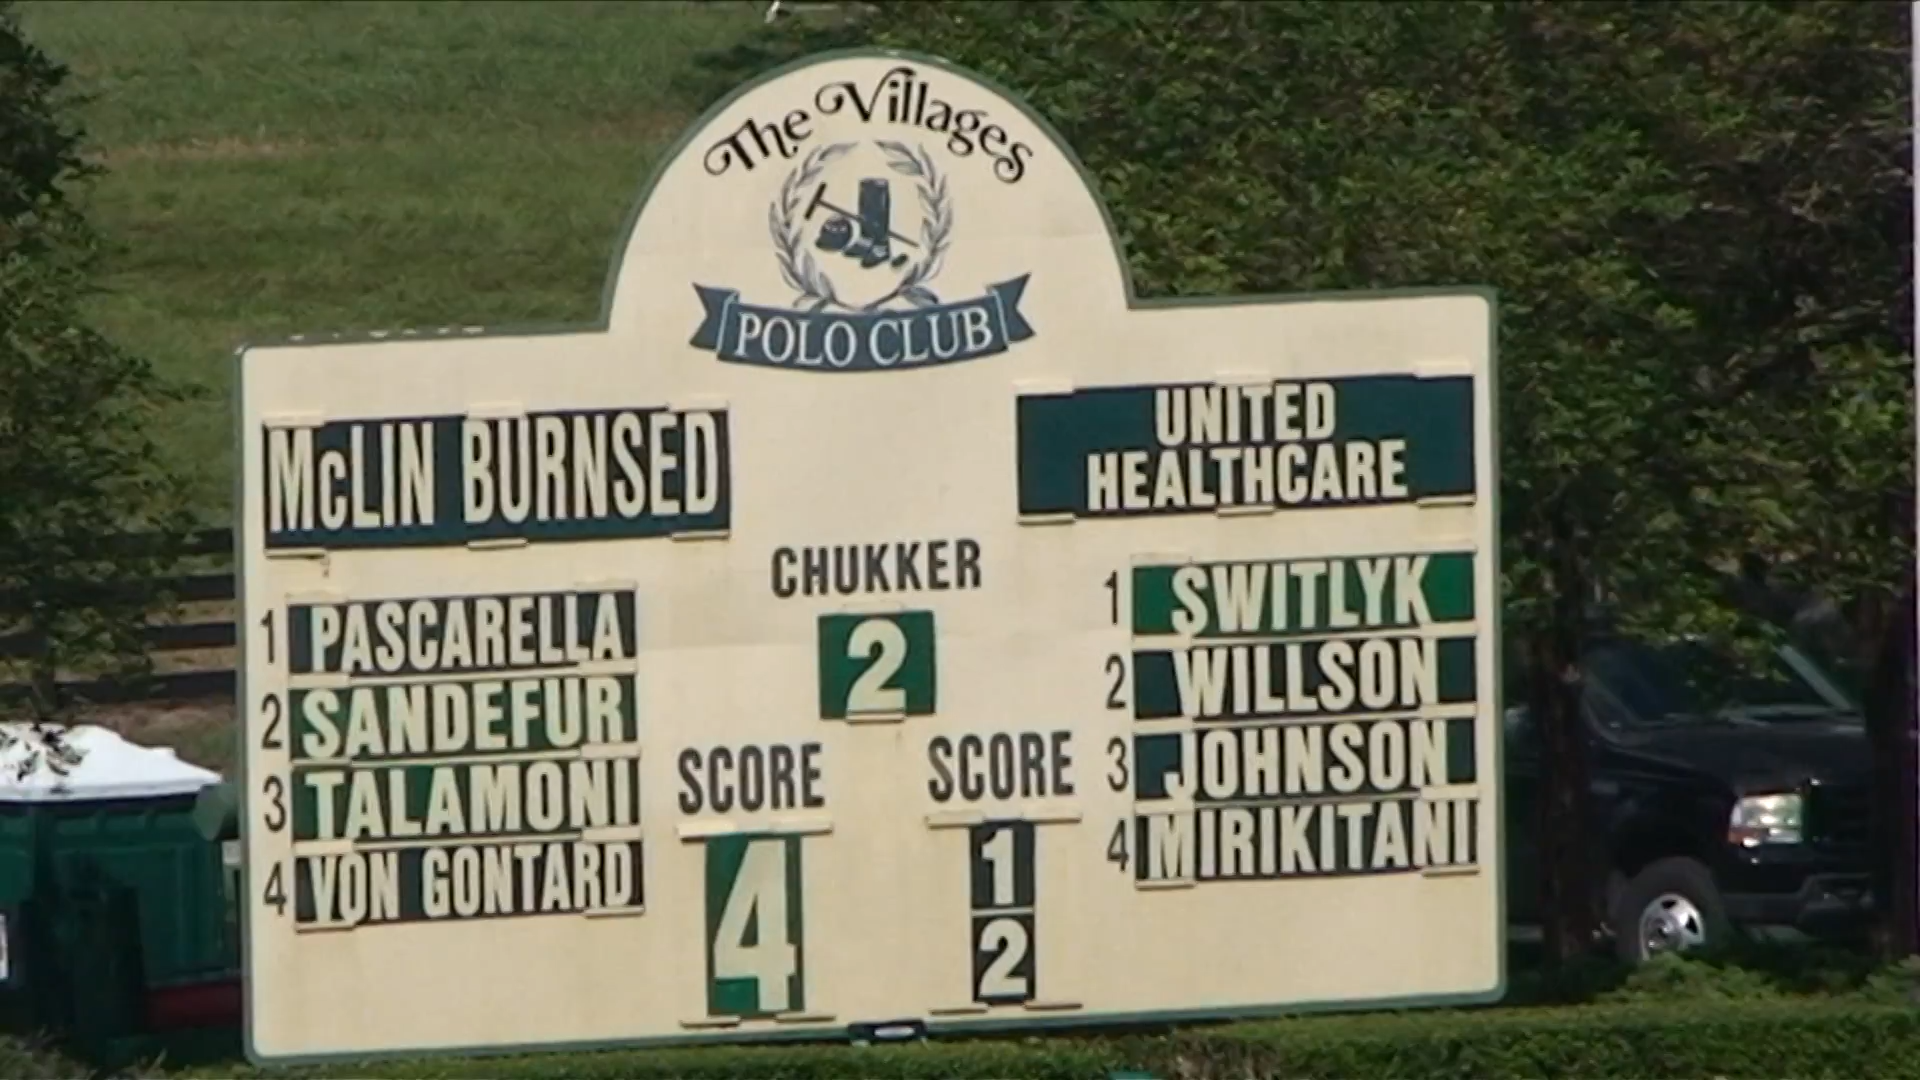 The Villages
POLO CLUB
McLIN BURNSED
UNITED
HEALTHCARE
CHUKKER
2
1 PASCARELLA
2 SANDEFUR
3 TALAMONI
4 VON GONTARD
1 SWITLYK
2 WILLSON
3 JOHNSON
4 MIRIKITANI
SCORE
SCORE
4
1
2